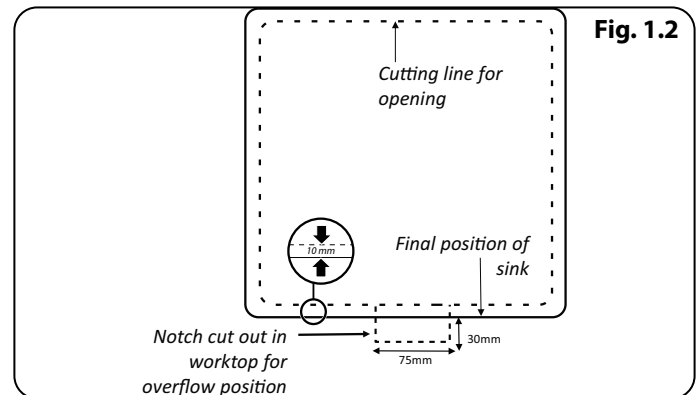 Fig. 1.2
Cutting line for
opening
10 mm
Final position of
sink
Notch cut out in
worktop for
overflow position
30mm
75mm